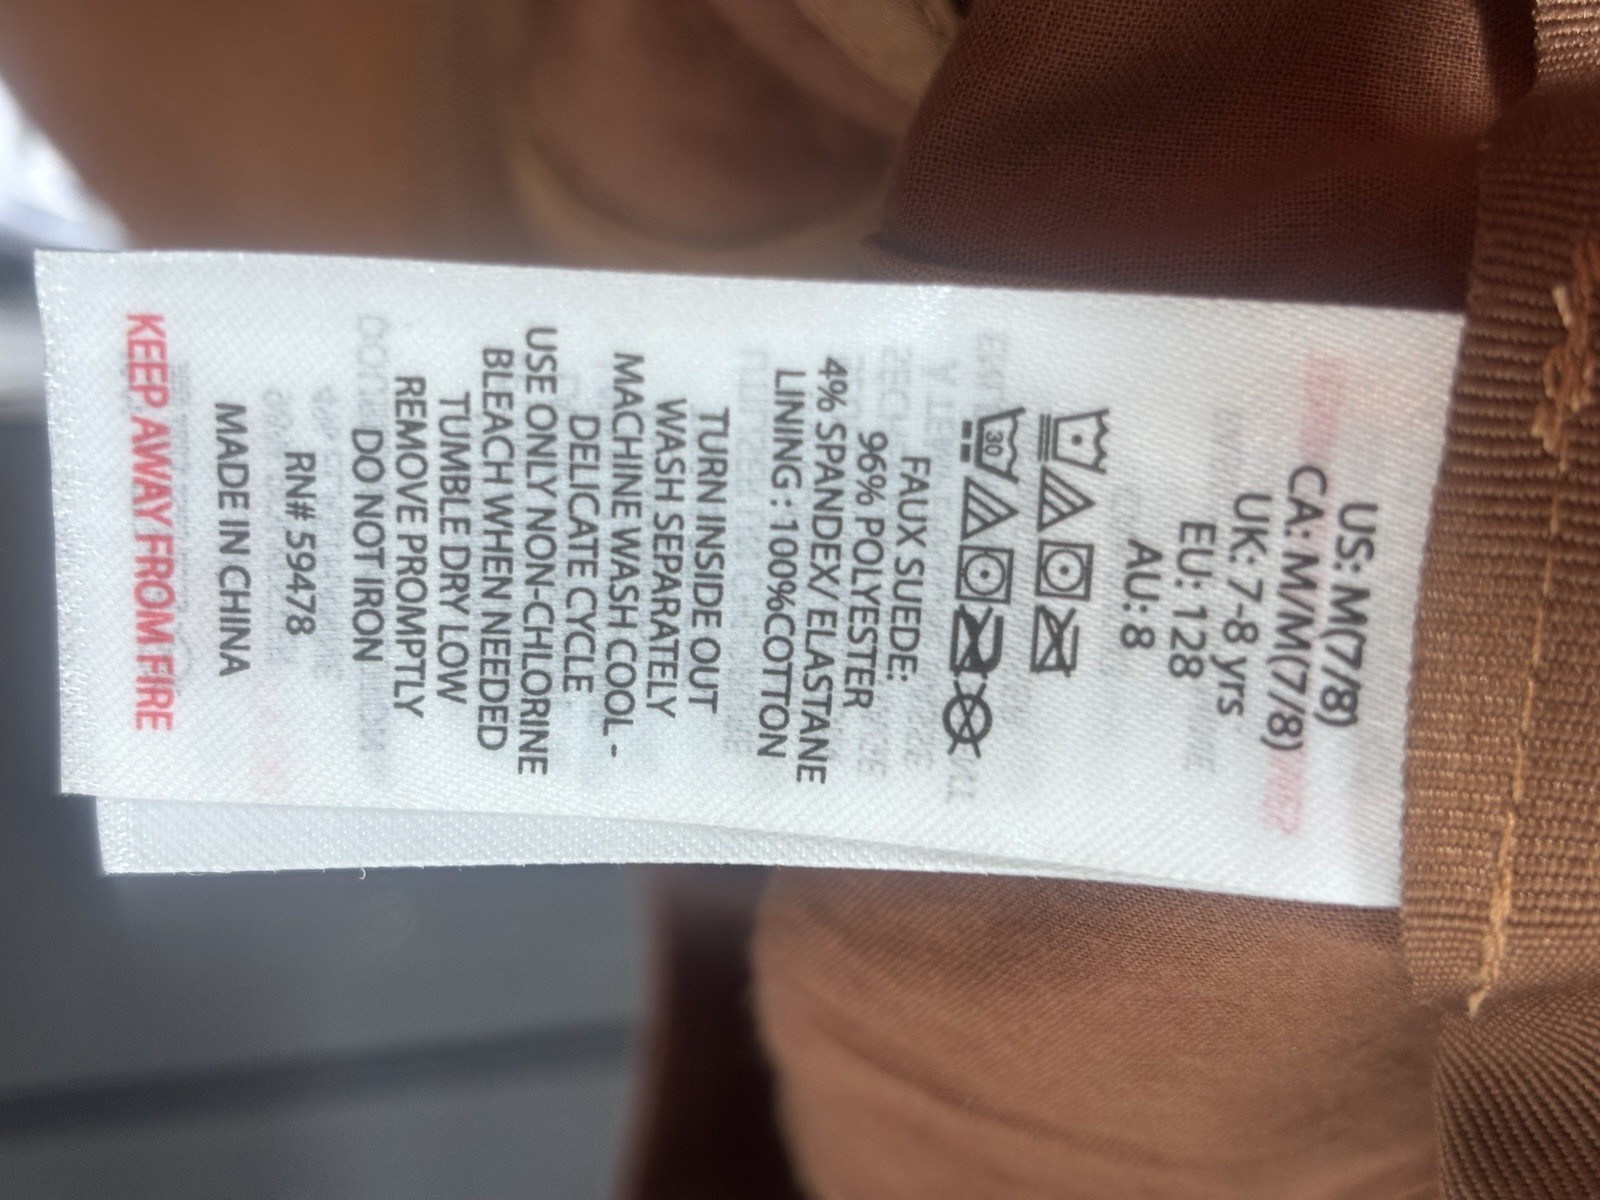 US: M(7/8)
CA: M/M(7/8)
UK: 7-8 yrs
EU: 128
AU: 8
30
FAUX SUEDE:
96% POLYESTER
4% SPANDEX/ ELASTANE
LINING : 100%COTTON
TURN INSIDE OUT
WASH SEPARATELY
MACHINE WASH COOL -
DELICATE CYCLE
USE ONLY NON-CHLORINE
BLEACH WHEN NEEDED
TUMBLE DRY LOW
REMOVE PROMPTLY
DO NOT IRON
RN# 59478
MADE IN CHINA
KEEP AWAY FROM FIRE